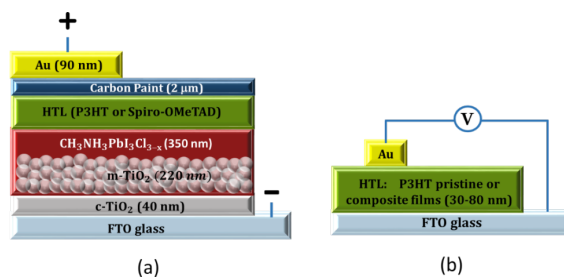 +
Au (90 nm)
Carbon Paint (2 µm)
HTL (P3HT or Spiro-OMeTAD)
CH₃NH₃PbI₃Cl₃₋ₓ (350 nm)
m-TiO₂ (220 nm)
c-TiO₂ (40 nm)
−
FTO glass
(a)
V
Au
HTL: P3HT pristine or
composite films (30-80 nm)
FTO glass
(b)